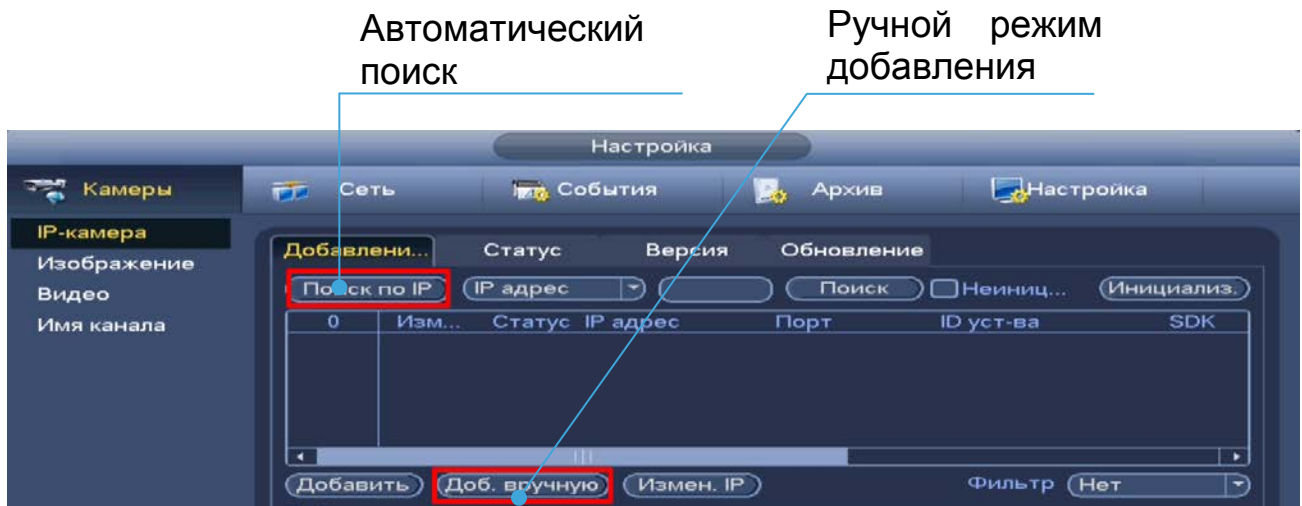 Автоматический поиск
Ручной режим добавления
Настройка
Камеры Сеть События Архив Настройка
IP-камера
Изображение
Видео
Имя канала
Добавлени... Статус Версия Обновление
Поиск по IP IP адрес Поиск Неиниц... Инициализ.
0 Изм... Статус IP адрес Порт ID уст-ва SDK
Добавить Доб. вручную Измен. IP Фильтр Нет